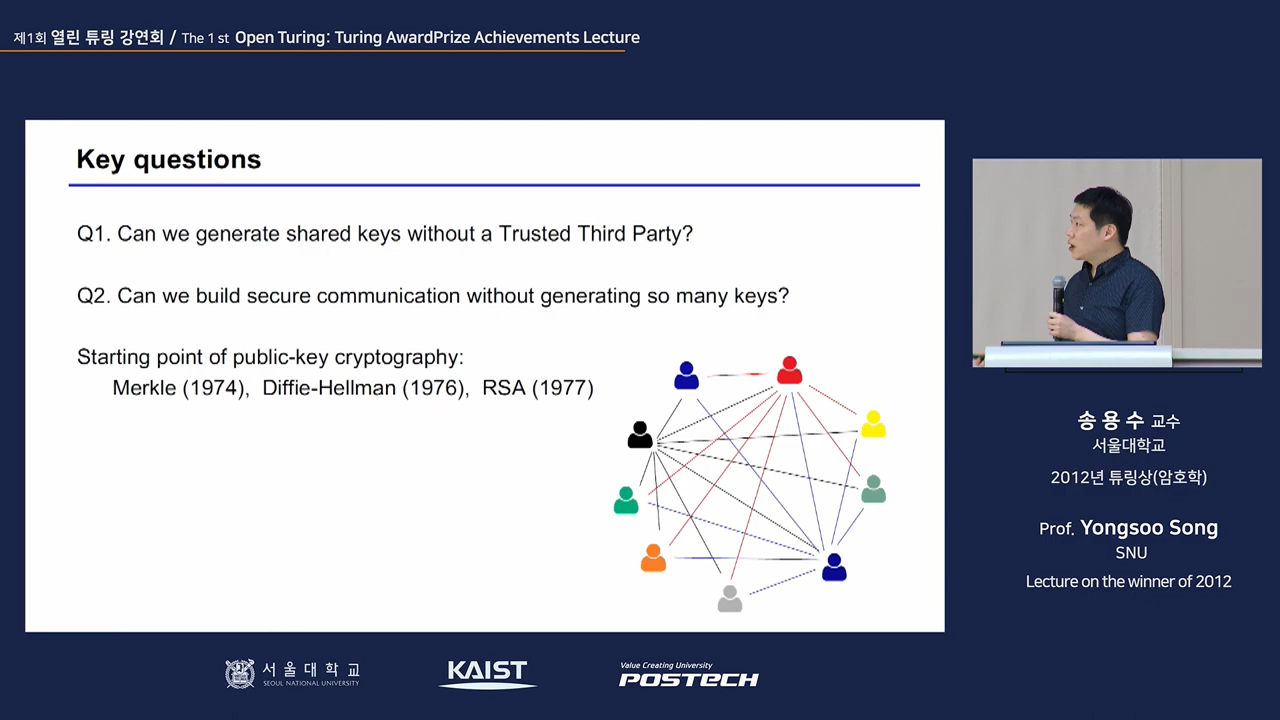 제1회 열린 튜링 강연회 / The 1 st Open Turing: Turing AwardPrize Achievements Lecture
Key questions
Q1. Can we generate shared keys without a Trusted Third Party?
Q2. Can we build secure communication without generating so many keys?
Starting point of public-key cryptography:
Merkle (1974), Diffie-Hellman (1976), RSA (1977)
송 용 수 교수
서울대학교
2012년 튜링상(암호학)
Prof. Yongsoo Song
SNU
Lecture on the winner of 2012
서울대학교
SEOUL NATIONAL UNIVERSITY
KAIST
Value Creating University
POSTECH